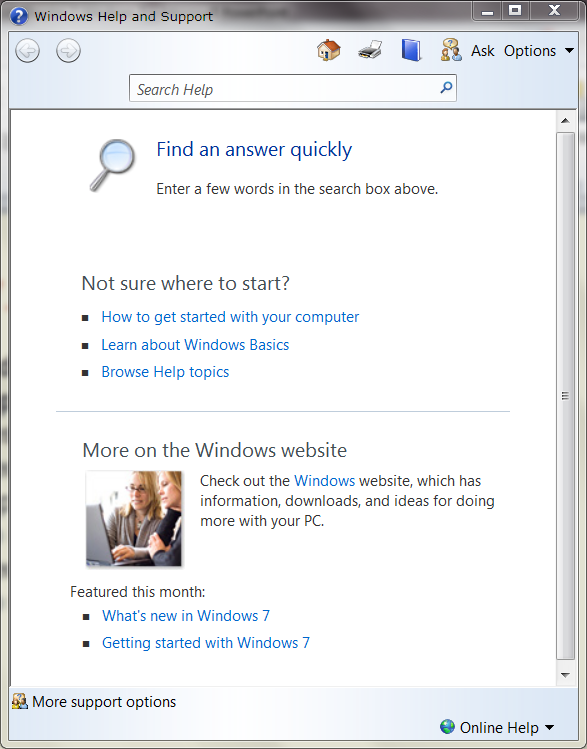 Windows Help and Support
Ask Options
Search Help
Find an answer quickly
Enter a few words in the search box above.
Not sure where to start?
How to get started with your computer
Learn about Windows Basics
Browse Help topics
More on the Windows website
Check out the Windows website, which has
information, downloads, and ideas for doing
more with your PC.
Featured this month:
What's new in Windows 7
Getting started with Windows 7
More support options
Online Help